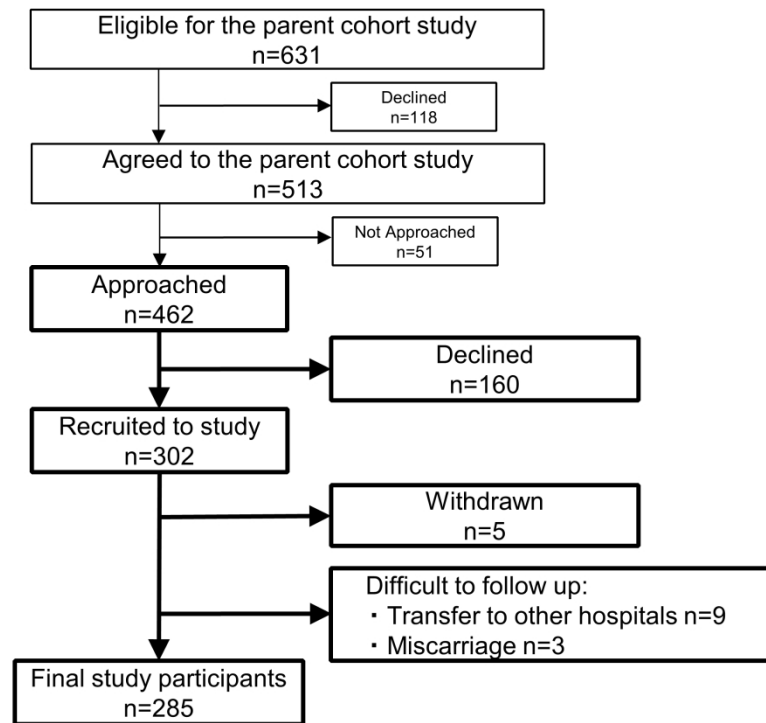 Eligible for the parent cohort study
n=631
Declined
n=118
Agreed to the parent cohort study
n=513
Not Approached
n=51
Approached
n=462
Declined
n=160
Recruited to study
n=302
Withdrawn
n=5
Difficult to follow up:
・Transfer to other hospitals n=9
・Miscarriage n=3
Final study participants
n=285